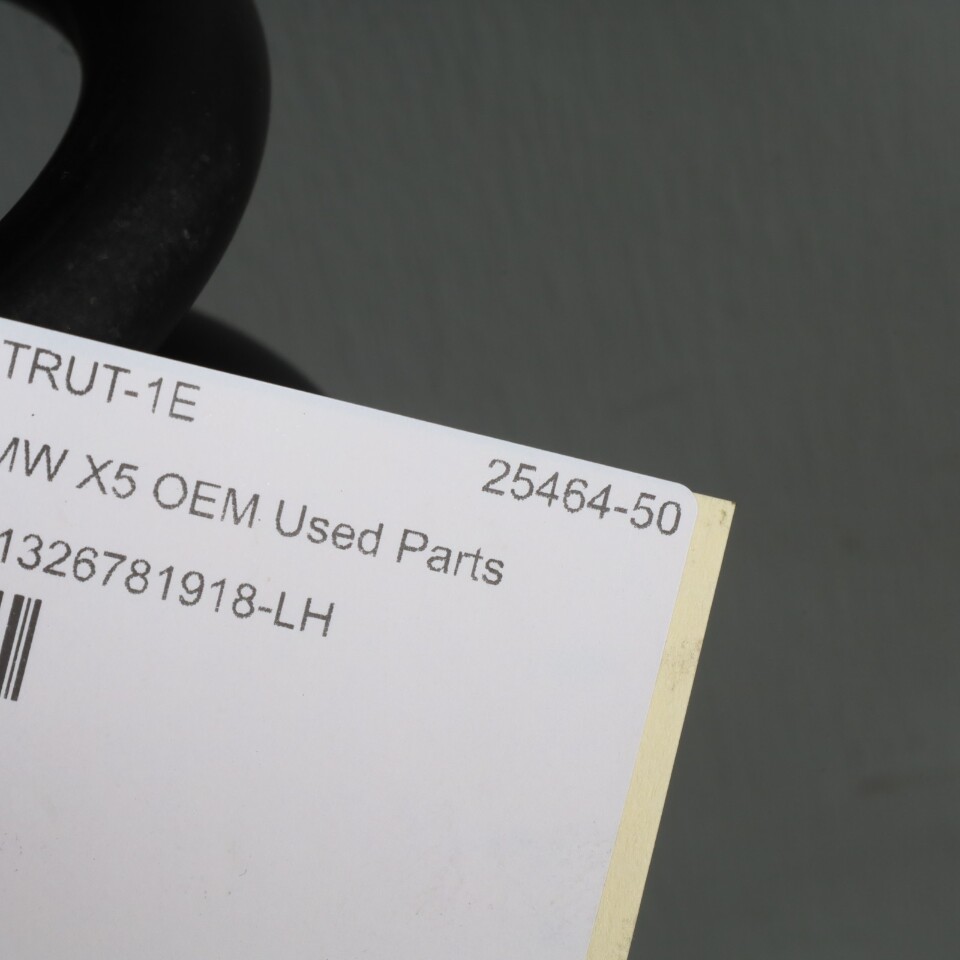 TRUT-1E
25464-50
MW X5 OEM Used Parts
1326781918-LH